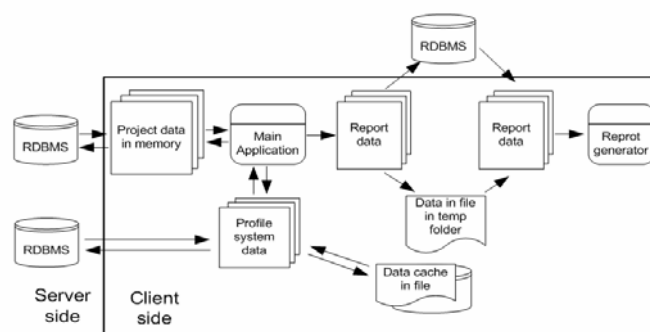 RDBMS
RDBMS
Project data
in memory
Main
Application
Report
data
Report
data
Reprot
generator
Data in file
in temp
folder
RDBMS
Profile
system
data
Data cache
in file
Server
side
Client
side